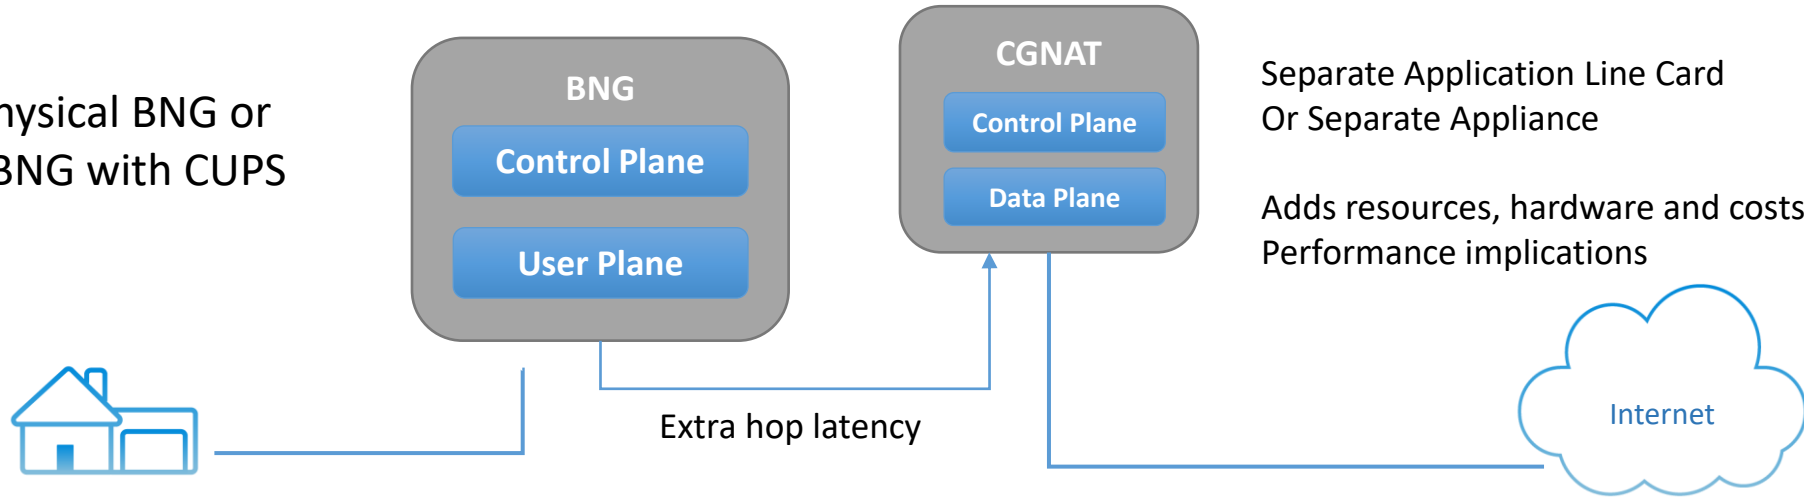 BNG or
BNG with CUPS
BNG
Control Plane
User Plane
CGNAT
Control Plane
Data Plane
Separate Application Line Card
Or Separate Appliance
Adds resources, hardware and costs
Performance implications
Extra hop latency
Internet